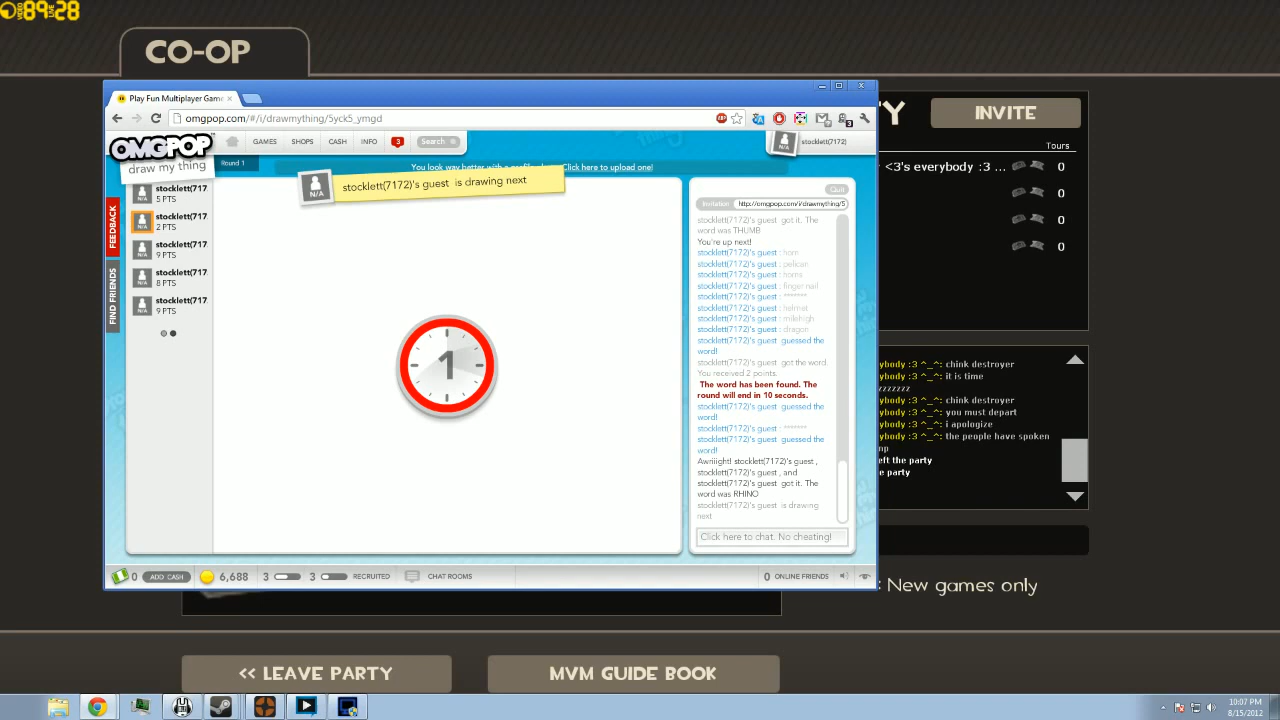 89:28
CO-OP
INVITE
Tours
<3's everybody :3 ... 0
0
0
0
Play Fun Multiplayer Game
omgpop.com/#/i/drawmything/5yck5_ymgd
OMGPOP
GAMES SHOPS CASH INFO 3 Search
stocklett(7172)
draw my thing
Round 1
You look way better with a profile Click here to upload one!
N/A stocklett(7172)'s guest is drawing next
FEEDBACK
FIND FRIENDS
stocklett(717
5 PTS
stocklett(717
2 PTS
stocklett(717
9 PTS
stocklett(717
8 PTS
stocklett(717
9 PTS
1
Quit
Invitation http://omgpop.com/i/drawmything/5
stocklett(7172)'s guest got it. The
word was THUMB
You're up next!
stocklett(7172)'s guest : horn
stocklett(7172)'s guest : pelican
stocklett(7172)'s guest : horns
stocklett(7172)'s guest : finger nail
stocklett(7172)'s guest : *******
stocklett(7172)'s guest : helmet
stocklett(7172)'s guest : milehigh
stocklett(7172)'s guest : dragon
stocklett(7172)'s guest guessed the
word!
stocklett(7172)'s guest got the word.
You received 2 points.
The word has been found. The
round will end in 10 seconds.
stocklett(7172)'s guest guessed the
word!
stocklett(7172)'s guest : *******
stocklett(7172)'s guest guessed the
word!
Awriiight! stocklett(7172)'s guest ,
stocklett(7172)'s guest , and
stocklett(7172)'s guest got it. The
word was RHINO
stocklett(7172)'s guest is drawing
next
Click here to chat. No cheating!
0 ADD CASH 6,688 3 3 RECRUITED CHAT ROOMS 0 ONLINE FRIENDS
ybody :3 ^_^: chink destroyer
ybody :3 ^_^: it is time
zzzzzzz
ybody :3 ^_^: chink destroyer
ybody :3 ^_^: you must depart
ybody :3 ^_^: i apologize
ybody :3 ^_^: the people have spoken
np
eft the party
e party
: New games only
<< LEAVE PARTY
MVM GUIDE BOOK
10:07 PM
8/15/2012